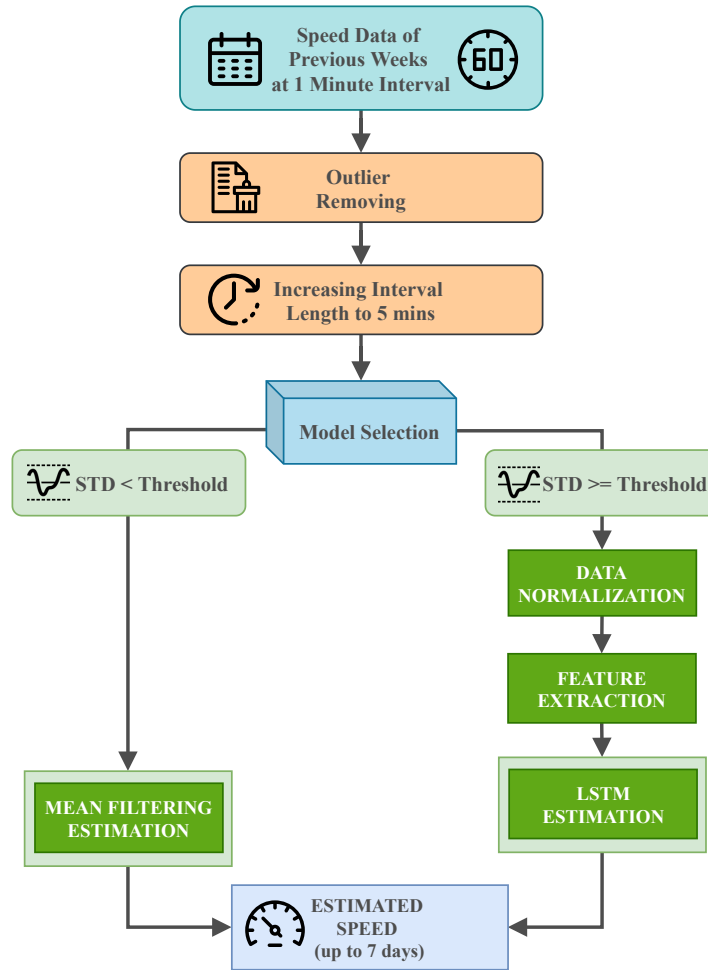 Speed Data of
Previous Weeks
at 1 Minute Interval
60
Outlier
Removing
Increasing Interval
Length to 5 mins
Model Selection
STD < Threshold
STD >= Threshold
DATA
NORMALIZATION
FEATURE
EXTRACTION
MEAN FILTERING
ESTIMATION
LSTM
ESTIMATION
ESTIMATED
SPEED
(up to 7 days)